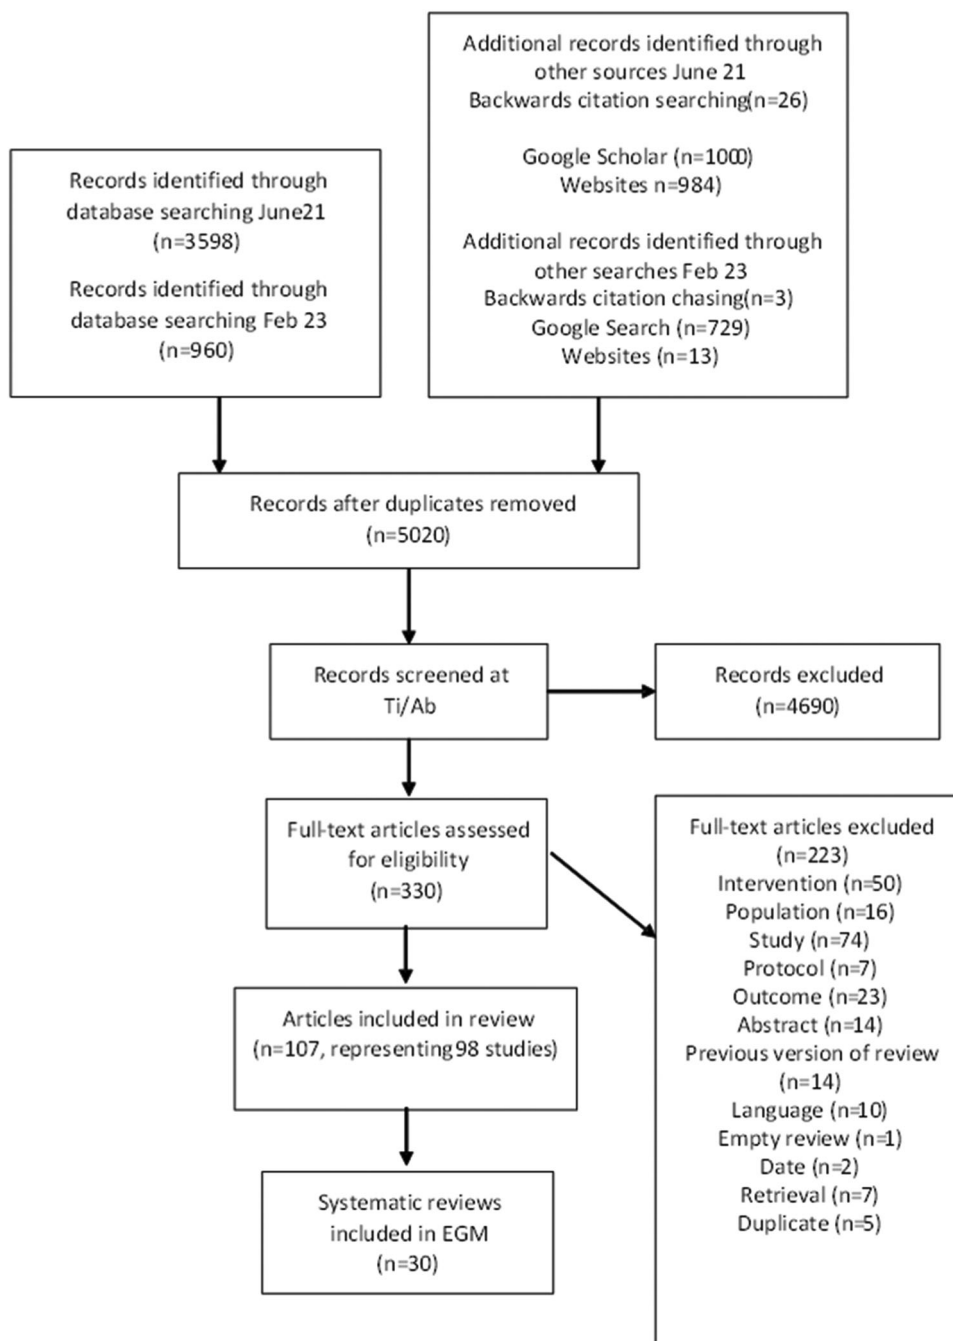 Records identified through
database searching June21
(n=3598)
Records identified through
database searching Feb 23
(n=960)
Additional records identified through
other sources June 21
Backwards citation searching(n=26)
Google Scholar (n=1000)
Websites n=984)
Additional records identified through
other searches Feb 23
Backwards citation chasing(n=3)
Google Search (n=729)
Websites (n=13)
Records after duplicates removed
(n=5020)
Records screened at
Ti/Ab
Records excluded
(n=4690)
Full-text articles assessed
for eligibility
(n=330)
Full-text articles excluded
(n=223)
Intervention (n=50)
Population (n=16)
Study (n=74)
Protocol (n=7)
Outcome (n=23)
Abstract (n=14)
Previous version of review
(n=14)
Language (n=10)
Empty review (n=1)
Date (n=2)
Retrieval (n=7)
Duplicate (n=5)
Articles included in review
(n=107, representing 98 studies)
Systematic reviews
included in EGM
(n=30)